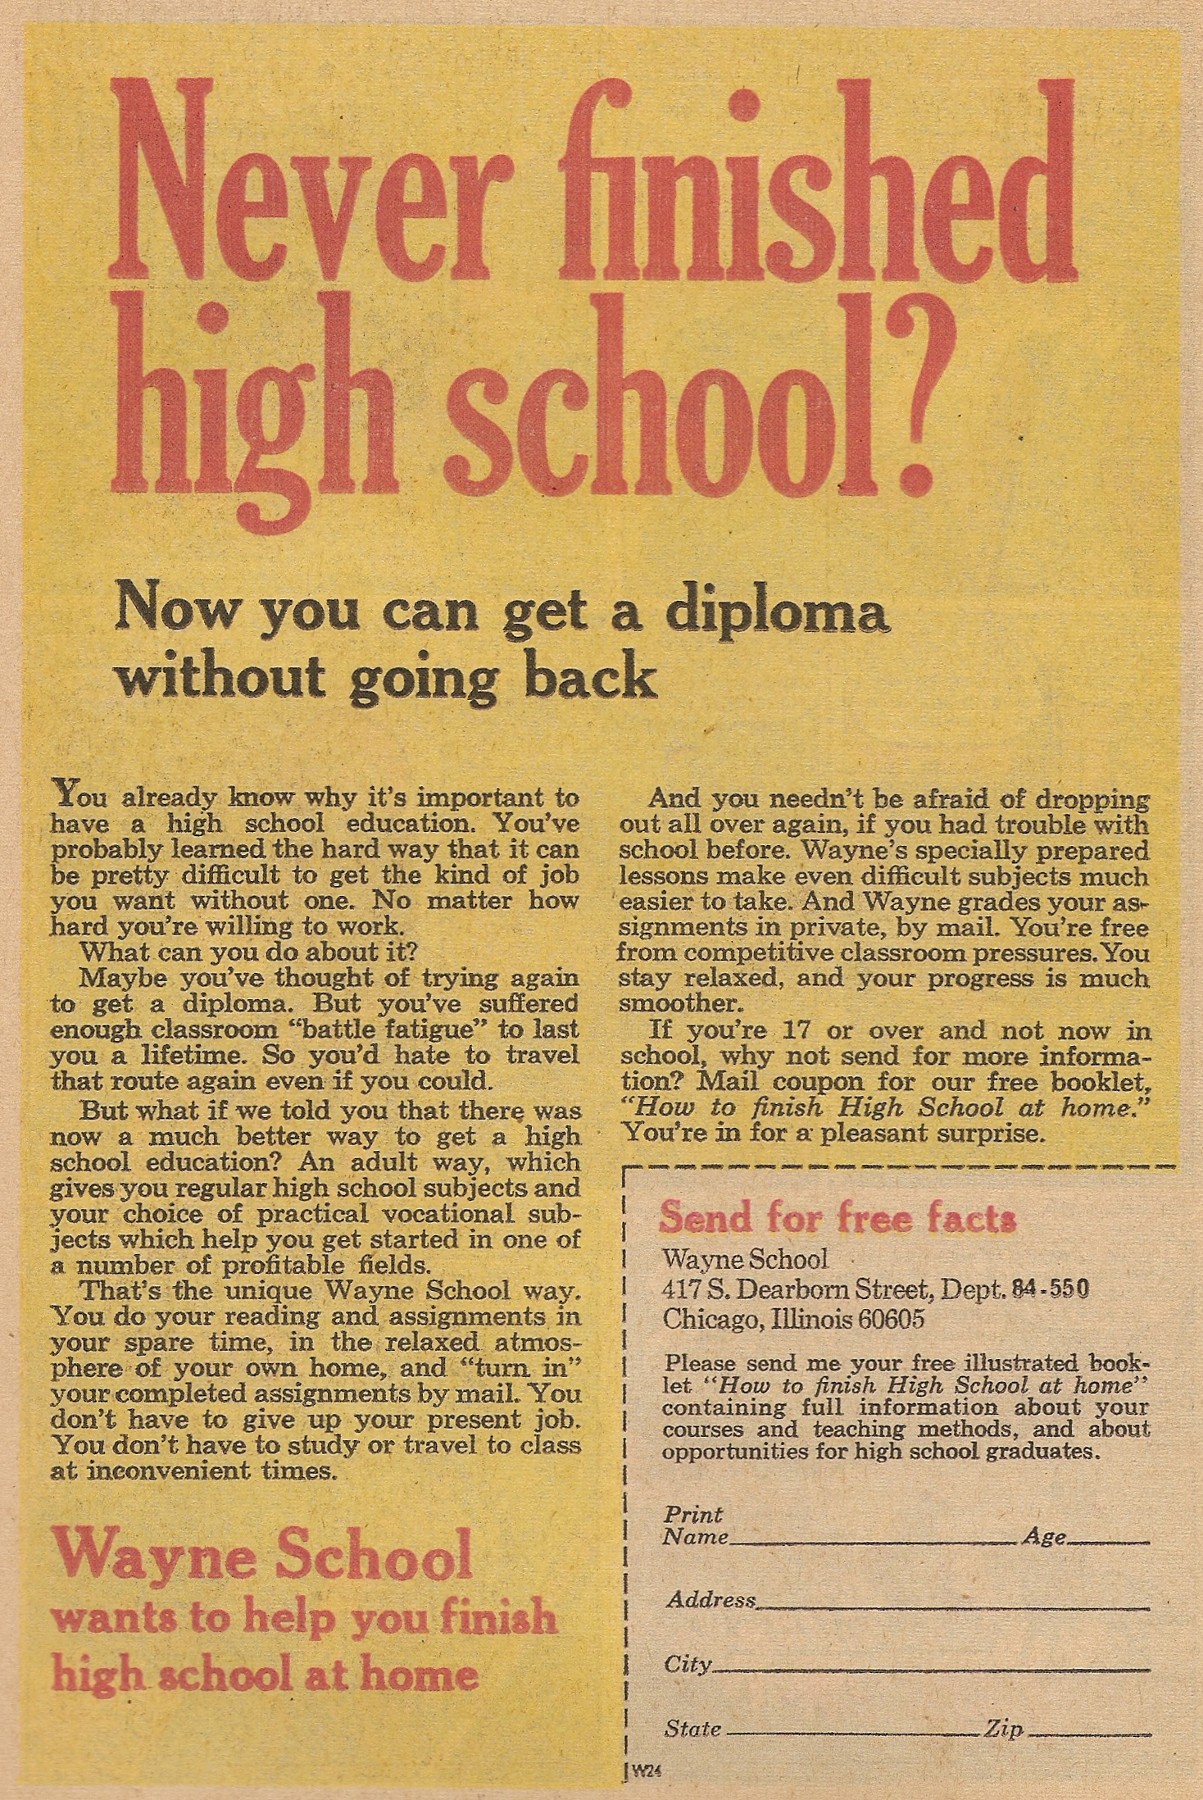 Never finished
high school?
Now you can get a diploma
without going back
You already know why it's important to
have a high school education. You've
probably learned the hard way that it can
be pretty difficult to get the kind of job
you want without one. No matter how
hard you're willing to work.
What can you do about it?
Maybe you've thought of trying again
to get a diploma. But you've suffered
enough classroom “battle fatigue” to last
you a lifetime. So you'd hate to travel
that route again even if you could.
But what if we told you that there was
now a much better way to get a high
school education? An adult way, which
gives you regular high school subjects and
your choice of practical vocational sub-
jects which help you get started in one of
a number of profitable fields.
That's the unique Wayne School way.
You do your reading and assignments in
your spare time, in the relaxed atmos-
phere of your own home, and “turn in”
your completed assignments by mail. You
don't have to give up your present job.
You don't have to study or travel to class
at inconvenient times.
Wayne School
wants to help you finish
high school at home
And you needn't be afraid of dropping
out all over again, if you had trouble with
school before. Wayne's specially prepared
lessons make even difficult subjects much
easier to take. And Wayne grades your as-
signments in private, by mail. You're free
from competitive classroom pressures. You
stay relaxed, and your progress is much
smoother.
If you're 17 or over and not now in
school, why not send for more informa-
tion? Mail coupon for our free booklet,
“How to finish High School at home.”
You're in for a pleasant surprise.
Send for free facts
Wayne School
417 S. Dearborn Street, Dept. 84-550
Chicago, Illinois 60605
Please send me your free illustrated book-
let “How to finish High School at home”
containing full information about your
courses and teaching methods, and about
opportunities for high school graduates.
Print
Name Age
Address
City
State Zip
W24